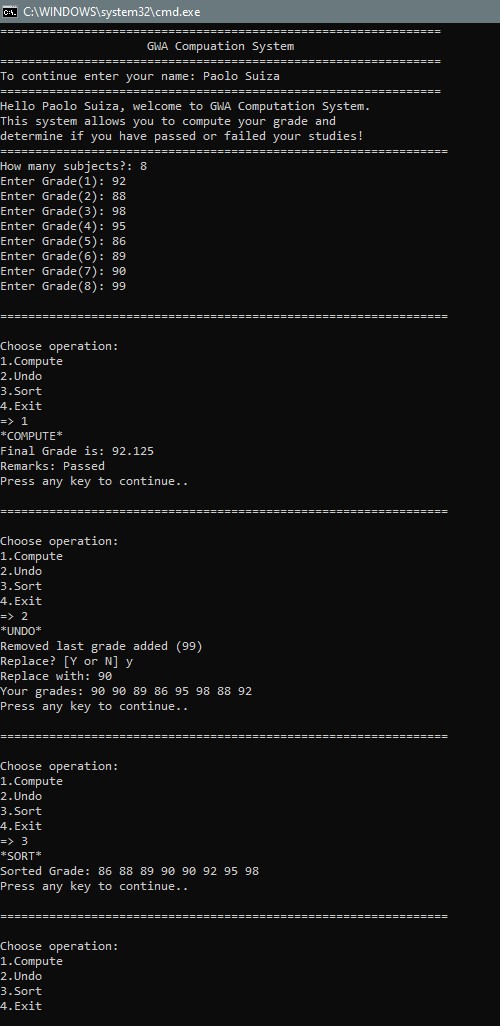 C:\WINDOWS\system32\cmd.exe
===============================================================
GWA Compuation System
===============================================================
To continue enter your name: Paolo Suiza
===============================================================
Hello Paolo Suiza, welcome to GWA Computation System.
This system allows you to compute your grade and
determine if you have passed or failed your studies!
================================================================
How many subjects?: 8
Enter Grade(1): 92
Enter Grade(2): 88
Enter Grade(3): 98
Enter Grade(4): 95
Enter Grade(5): 86
Enter Grade(6): 89
Enter Grade(7): 90
Enter Grade(8): 99
================================================================
Choose operation:
1.Compute
2.Undo
3.Sort
4.Exit
=> 1
*COMPUTE*
Final Grade is: 92.125
Remarks: Passed
Press any key to continue..
================================================================
Choose operation:
1.Compute
2.Undo
3.Sort
4.Exit
=> 2
*UNDO*
Removed last grade added (99)
Replace? [Y or N] y
Replace with: 90
Your grades: 90 90 89 86 95 98 88 92
Press any key to continue..
================================================================
Choose operation:
1.Compute
2.Undo
3.Sort
4.Exit
=> 3
*SORT*
Sorted Grade: 86 88 89 90 90 92 95 98
Press any key to continue..
================================================================
Choose operation:
1.Compute
2.Undo
3.Sort
4.Exit